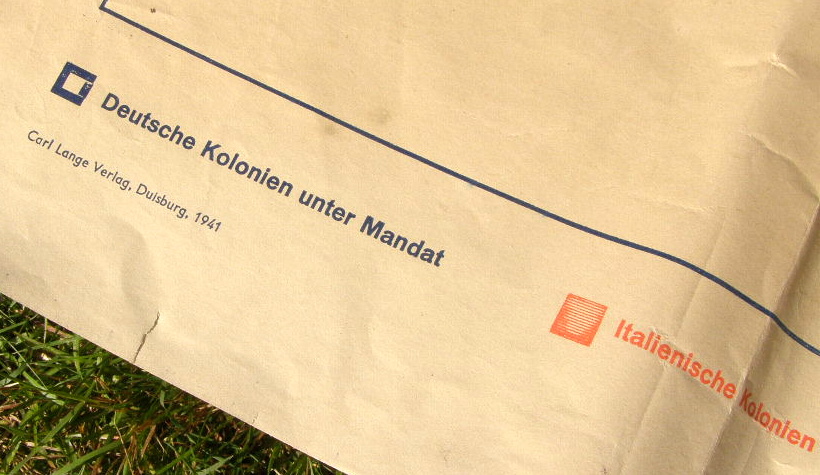 Deutsche Kolonien unter Mandat
Carl Lange Verlag, Duisburg, 1941
Italienische Kolonien